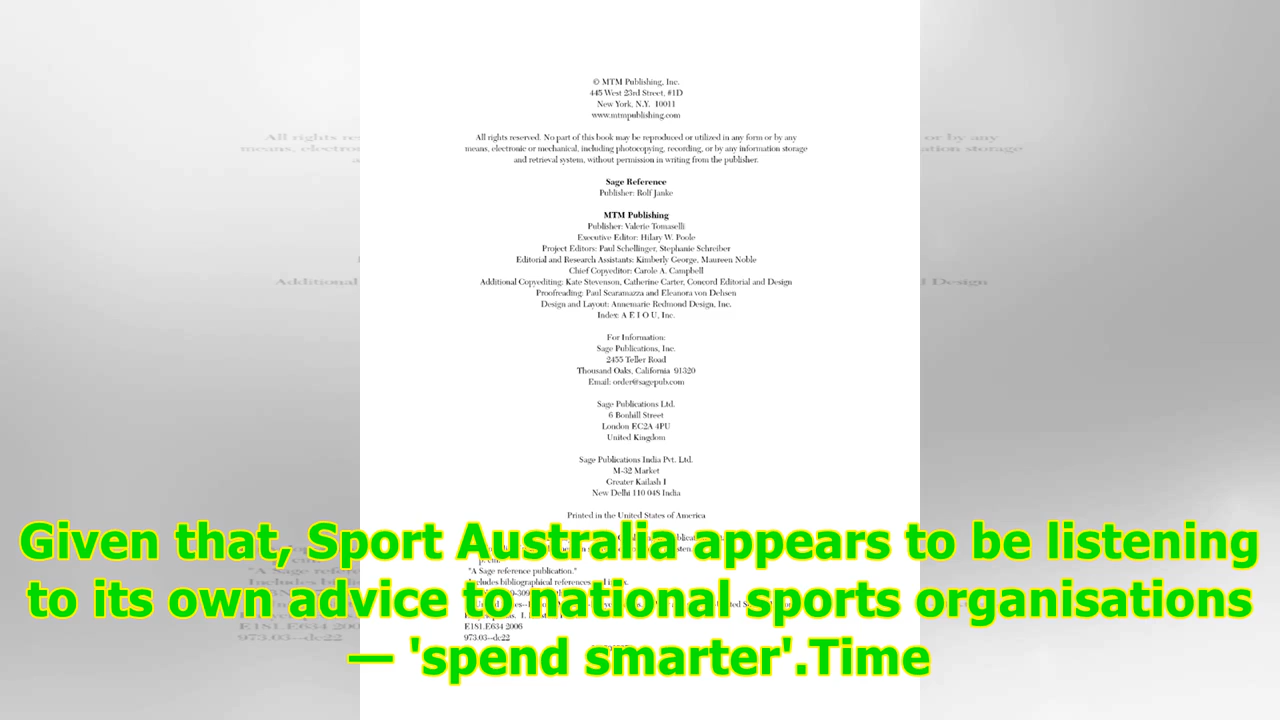 © MTM Publishing, Inc.
445 West 23rd Street, #1D
New York, N.Y. 10011
www.mtmpublishing.com
All rights reserved. No part of this book may be reproduced or utilized in any form or by any
means, electronic or mechanical, including photocopying, recording, or by any information storage
and retrieval system, without permission in writing from the publisher.
Sage Reference
Publisher: Rolf Janke
MTM Publishing
Publisher: Valerie Tomaselli
Executive Editor: Hilary W. Poole
Project Editors: Paul Schellinger, Stephanie Schreiber
Editorial and Research Assistants: Kimberly George, Maureen Noble
Chief Copyeditor: Carole A. Campbell
Additional Copyediting: Kate Stevenson, Catherine Carter, Concord Editorial and Design
Proofreading: Paul Scaramazza and Eleanora von Dehsen
Design and Layout: Annemarie Redmond Design, Inc.
Index: A E I O U, Inc.
For Information:
Sage Publications, Inc.
2455 Teller Road
Thousand Oaks, California 91320
Email: order@sagepub.com
Sage Publications Ltd.
6 Bonhill Street
London EC2A 4PU
United Kingdom
Sage Publications India Pvt. Ltd.
M-32 Market
Greater Kailash I
New Delhi 110 048 India
Printed in the United States of America
Given that, Sport Australia appears to be listening
"A Sage reference publication."
Includes bibliographical references and index.
to its own advice to national sports organisations
E18I.E634 2006
973.03--dc22
— 'spend smarter'.Time